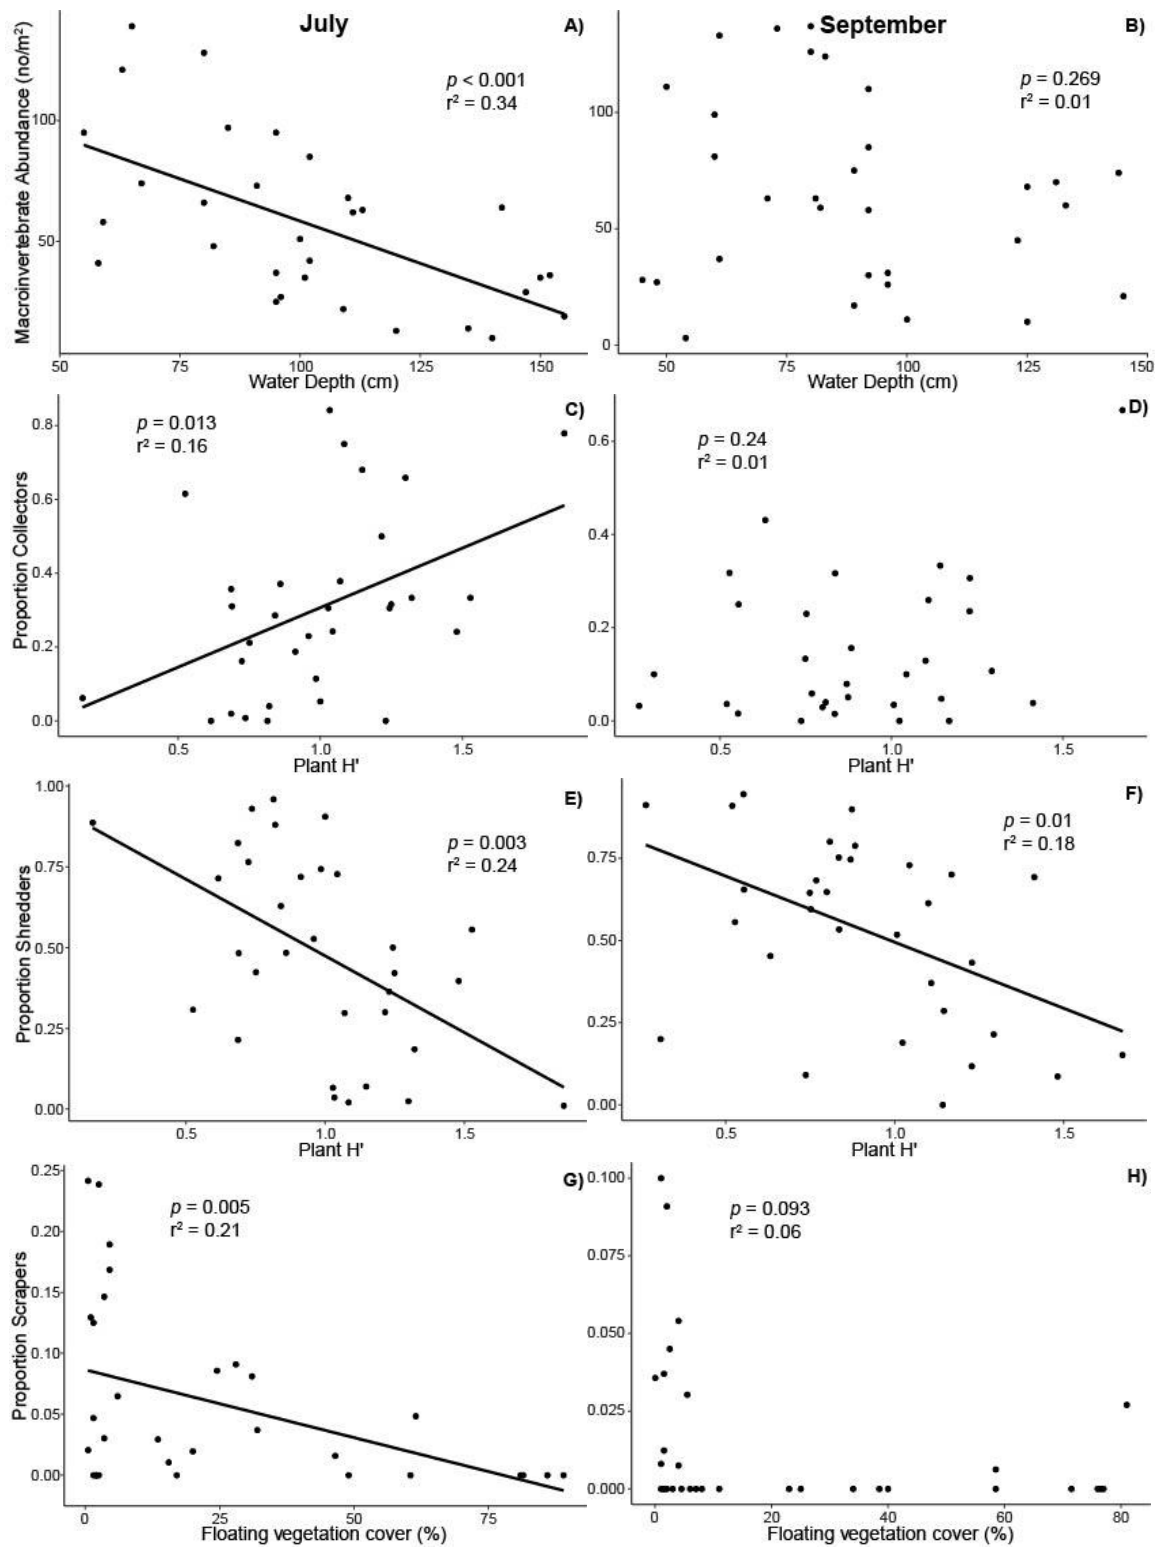 July
A)
p < 0.001
r² = 0.34
Macroinvertebrate Abundance (no/m²)
100
50
50
75
100
125
150
Water Depth (cm)
September
B)
p = 0.269
r² = 0.01
100
50
0
50
75
100
125
150
Water Depth (cm)
C)
p = 0.013
r² = 0.16
Proportion Collectors
0.8
0.6
0.4
0.2
0.0
0.5
1.0
1.5
Plant H'
D)
p = 0.24
r² = 0.01
0.6
0.4
0.2
0.0
0.5
1.0
1.5
Plant H'
E)
p = 0.003
r² = 0.24
Proportion Shredders
1.00
0.75
0.50
0.25
0.00
0.5
1.0
1.5
Plant H'
F)
p = 0.01
r² = 0.18
0.75
0.50
0.25
0.00
0.5
1.0
1.5
Plant H'
G)
p = 0.005
r² = 0.21
Proportion Scrapers
0.25
0.20
0.15
0.10
0.05
0.00
0
25
50
75
Floating vegetation cover (%)
H)
p = 0.093
r² = 0.06
0.100
0.075
0.050
0.025
0.000
0
20
40
60
80
Floating vegetation cover (%)